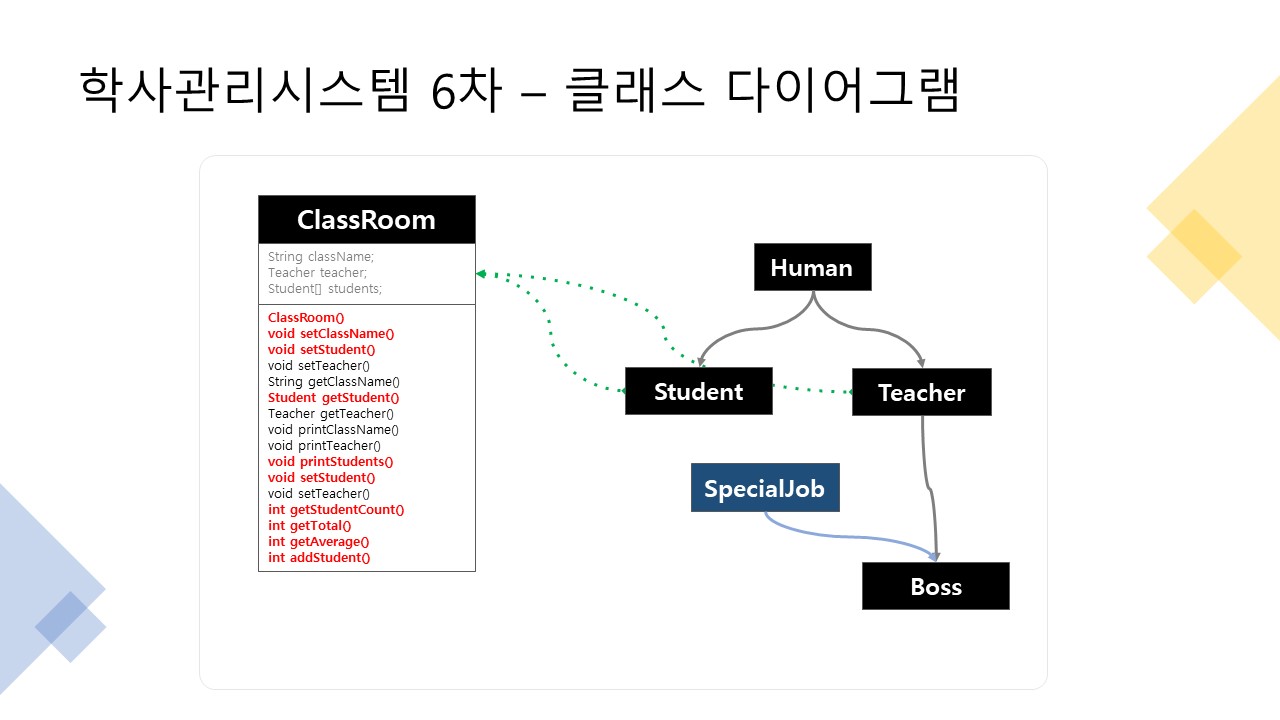 학사관리시스템 6차 – 클래스 다이어그램
ClassRoom
String className;
Teacher teacher;
Student[] students;
ClassRoom()
void setClassName()
void setStudent()
void setTeacher()
String getClassName()
Student getStudent()
Teacher getTeacher()
void printClassName()
void printTeacher()
void printStudents()
void setStudent()
void setTeacher()
int getStudentCount()
int getTotal()
int getAverage()
int addStudent()
Human
Student
Teacher
SpecialJob
Boss